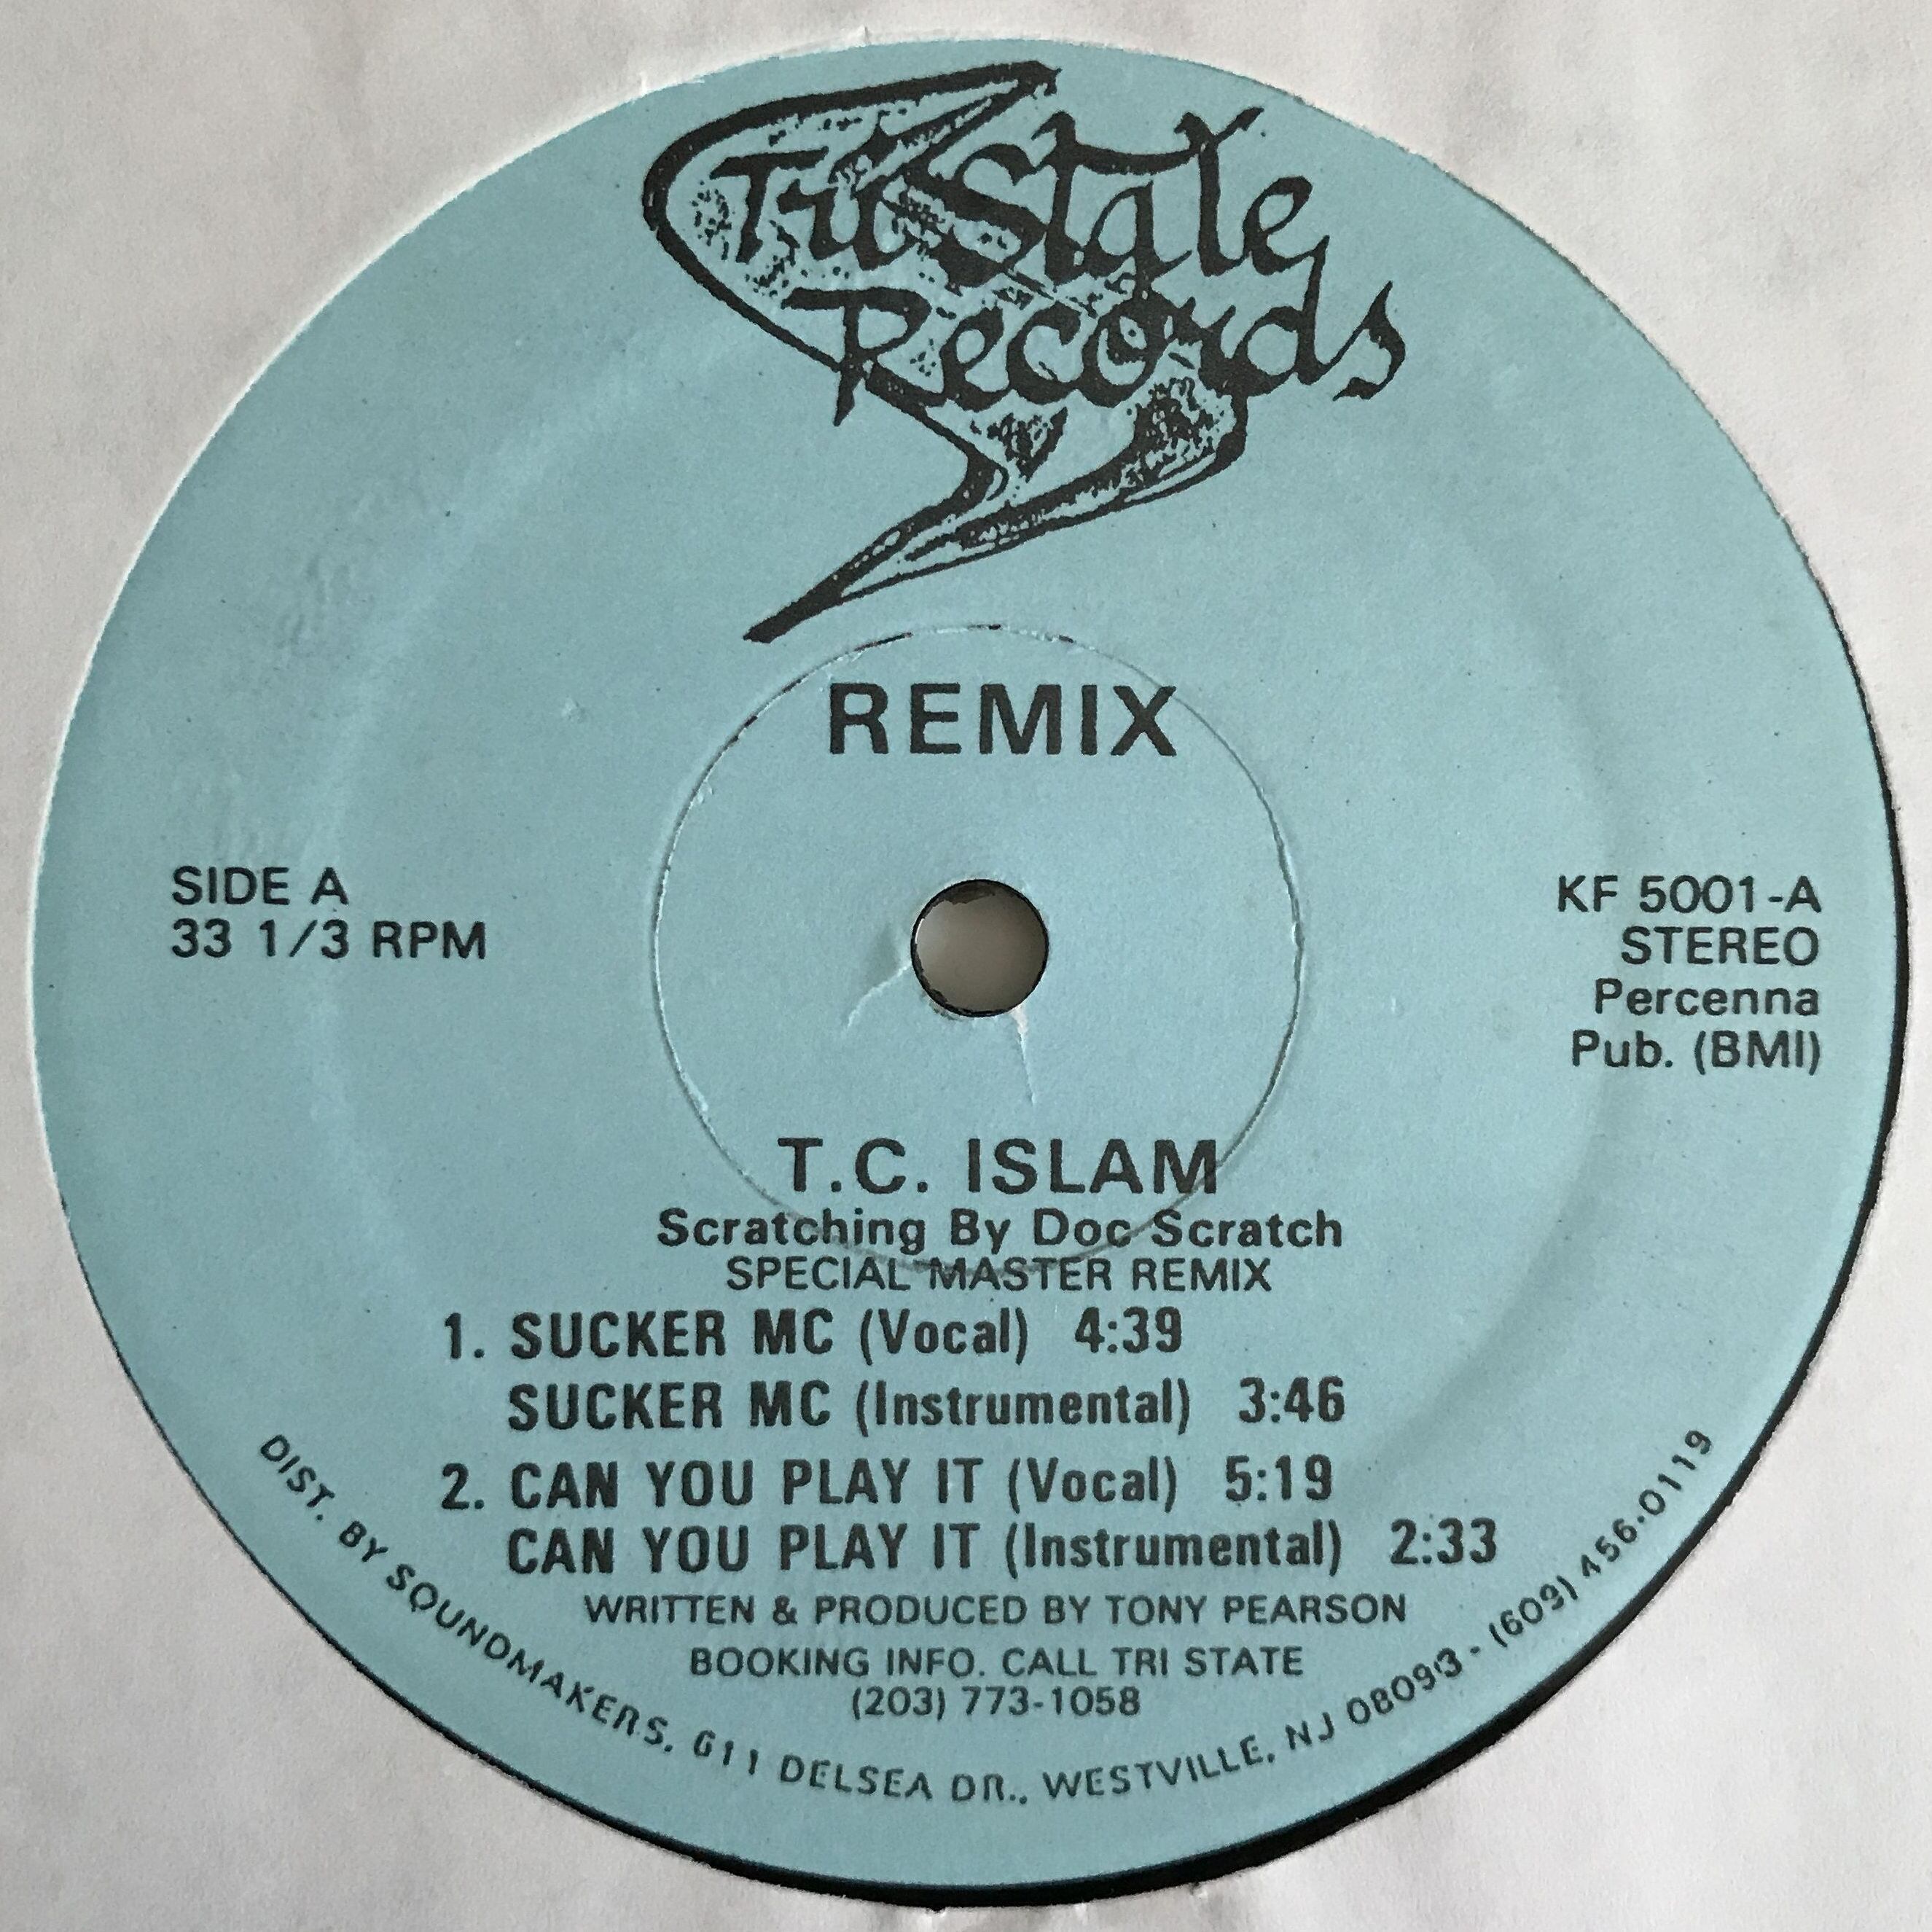 Tri State
Records
REMIX
SIDE A
33 1/3 RPM
KF 5001-A
STEREO
Percenna
Pub. (BMI)
T.C. ISLAM
Scratching By Doc Scratch
SPECIAL MASTER REMIX
1. SUCKER MC (Vocal) 4:39
SUCKER MC (Instrumental) 3:46
2. CAN YOU PLAY IT (Vocal) 5:19
CAN YOU PLAY IT (Instrumental) 2:33
WRITTEN & PRODUCED BY TONY PEARSON
BOOKING INFO. CALL TRI STATE
(203) 773-1058
DIST. BY SOUNDMAKERS, 611 DELSEA DR., WESTVILLE, NJ 08093 - (609) 456-0119